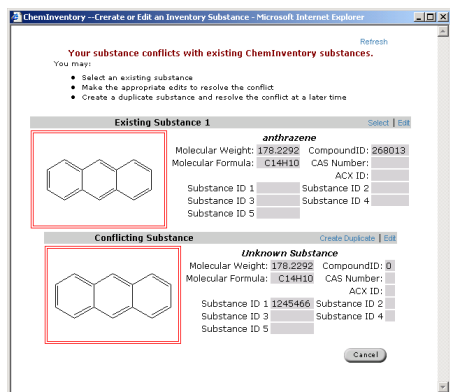 ChemInventory --Crerate or Edit an Inventory Substance - Microsoft Internet Explorer
Refresh
Your substance conflicts with existing ChemInventory substances.
You may:
Select an existing substance
Make the appropriate edits to resolve the conflict
Create a duplicate substance and resolve the conflict at a later time
Existing Substance 1 Select | Edit
anthrazene
Molecular Weight: 178.2292 CompoundID: 268013
Molecular Formula: C14H10 CAS Number:
ACX ID:
Substance ID 1 Substance ID 2
Substance ID 3 Substance ID 4
Substance ID 5
Conflicting Substance Create Duplicate | Edit
Unknown Substance
Molecular Weight: 178.2292 CompoundID: 0
Molecular Formula: C14H10 CAS Number:
ACX ID:
Substance ID 1 1245466 Substance ID 2
Substance ID 3 Substance ID 4
Substance ID 5
Cancel